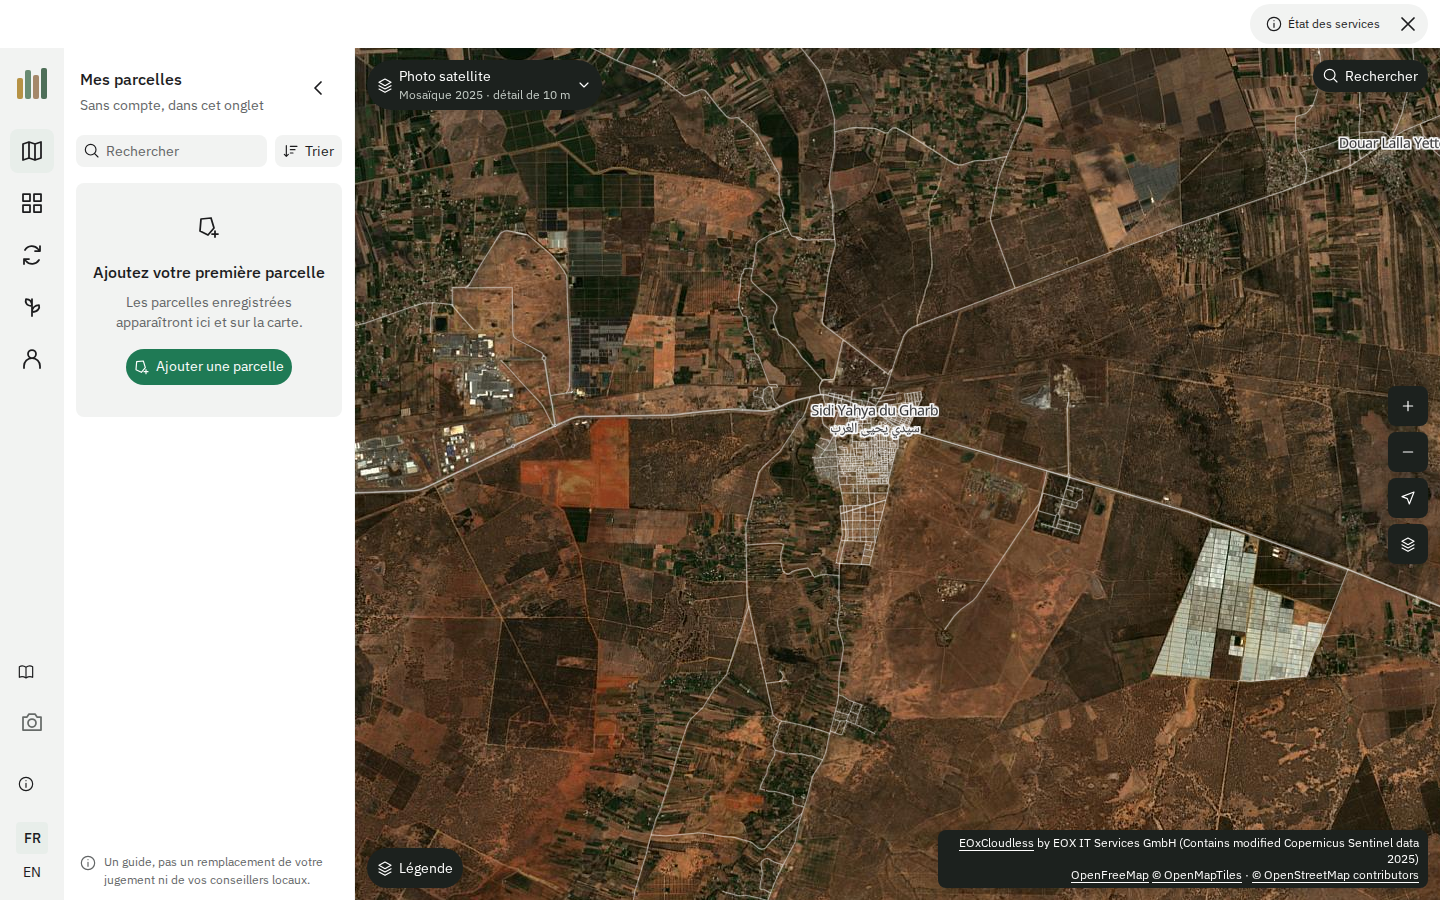 État des services
Mes parcelles
Sans compte, dans cet onglet
Rechercher
Trier
Ajoutez votre première parcelle
Les parcelles enregistrées
apparaîtront ici et sur la carte.
Ajouter une parcelle
FR
EN
Un guide, pas un remplacement de votre
jugement ni de vos conseillers locaux.
Photo satellite
Mosaïque 2025 · détail de 10 m
Rechercher
Douar Lalla Yett
Sidi Yahya du Gharb
سيدي يحيى الغرب
Légende
EOxCloudless by EOX IT Services GmbH (Contains modified Copernicus Sentinel data
2025)
OpenFreeMap © OpenMapTiles · © OpenStreetMap contributors